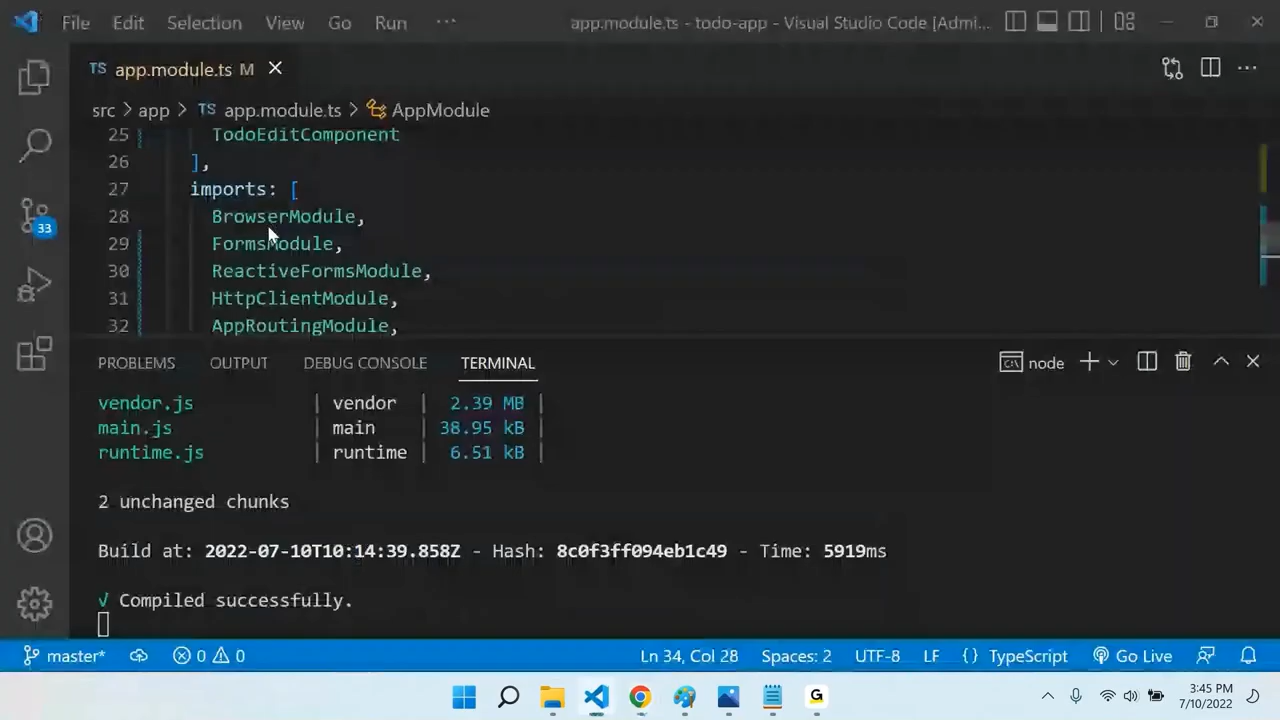 File Edit Selection View Go Run ··· app.module.ts - todo-app - Visual Studio Code [Admi...
TS app.module.ts M
src > app > TS app.module.ts > AppModule
25 TodoEditComponent
26 ],
27 imports: [
28 BrowserModule,
29 FormsModule,
30 ReactiveFormsModule,
31 HttpClientModule,
32 AppRoutingModule,
33
PROBLEMS OUTPUT DEBUG CONSOLE TERMINAL node
vendor.js | vendor | 2.39 MB |
main.js | main | 38.95 kB |
runtime.js | runtime | 6.51 kB |
2 unchanged chunks
Build at: 2022-07-10T10:14:39.858Z - Hash: 8c0f3ff094eb1c49 - Time: 5919ms
√ Compiled successfully.
master* 0 0 Ln 34, Col 28 Spaces: 2 UTF-8 LF {} TypeScript Go Live
G
3:45 PM
7/10/2022